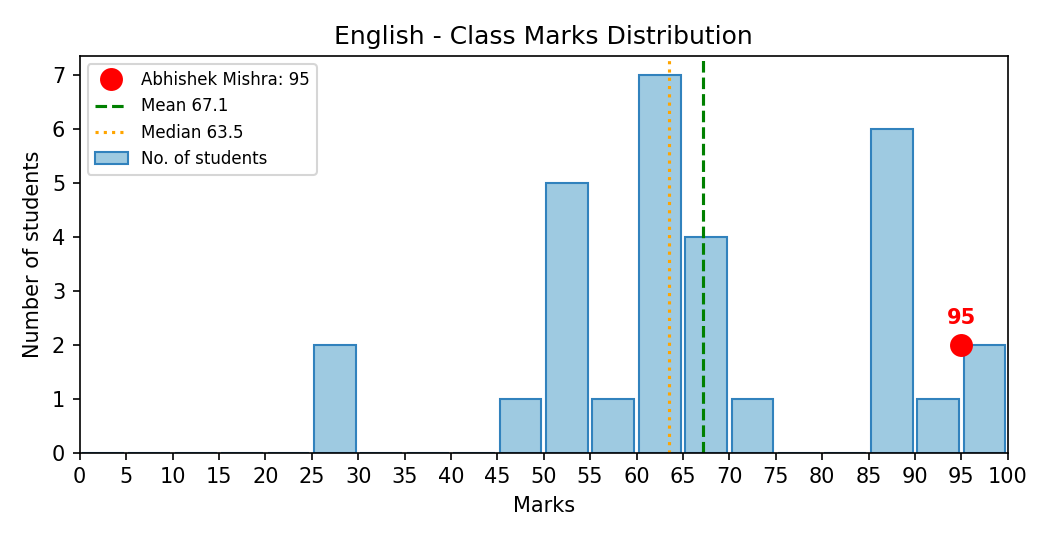 English - Class Marks Distribution
Abhishek Mishra: 95
Mean 67.1
Median 63.5
No. of students
Number of students
7
6
5
4
3
2
1
0
95
0 5 10 15 20 25 30 35 40 45 50 55 60 65 70 75 80 85 90 95 100
Marks